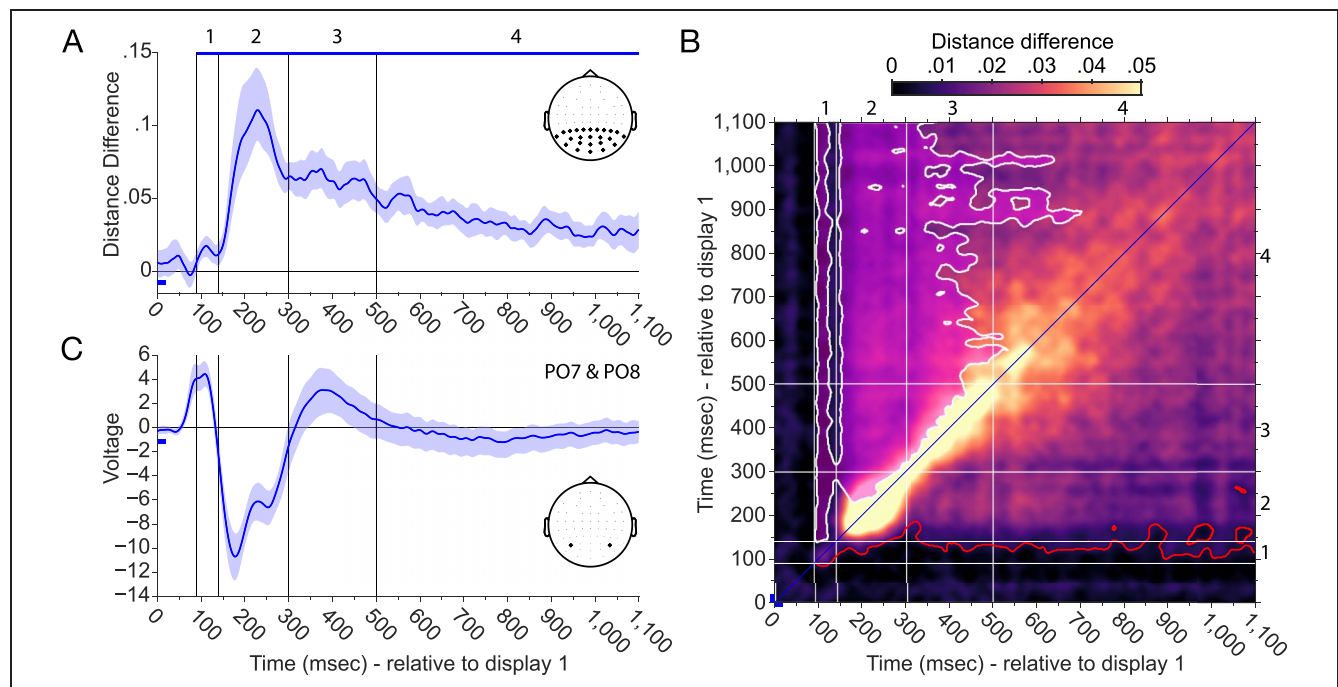 A
1 2 3 4
.15
.1
.05
0
Distance Difference
0 100 200 300 400 500 600 700 800 900 1,000 1,100
C
PO7 & PO8
6
4
2
0
−2
−4
−6
−8
−10
−12
−14
Voltage
0 100 200 300 400 500 600 700 800 900 1,000 1,100
Time (msec) - relative to display 1
B
Distance difference
0 .01 .02 .03 .04 .05
1 2 3 4
1,100
1,000
900
800
700
600
500
400
300
200
100
0
Time (msec) - relative to display 1
4
3
2
1
0 100 200 300 400 500 600 700 800 900 1,000 1,100
Time (msec) - relative to display 1